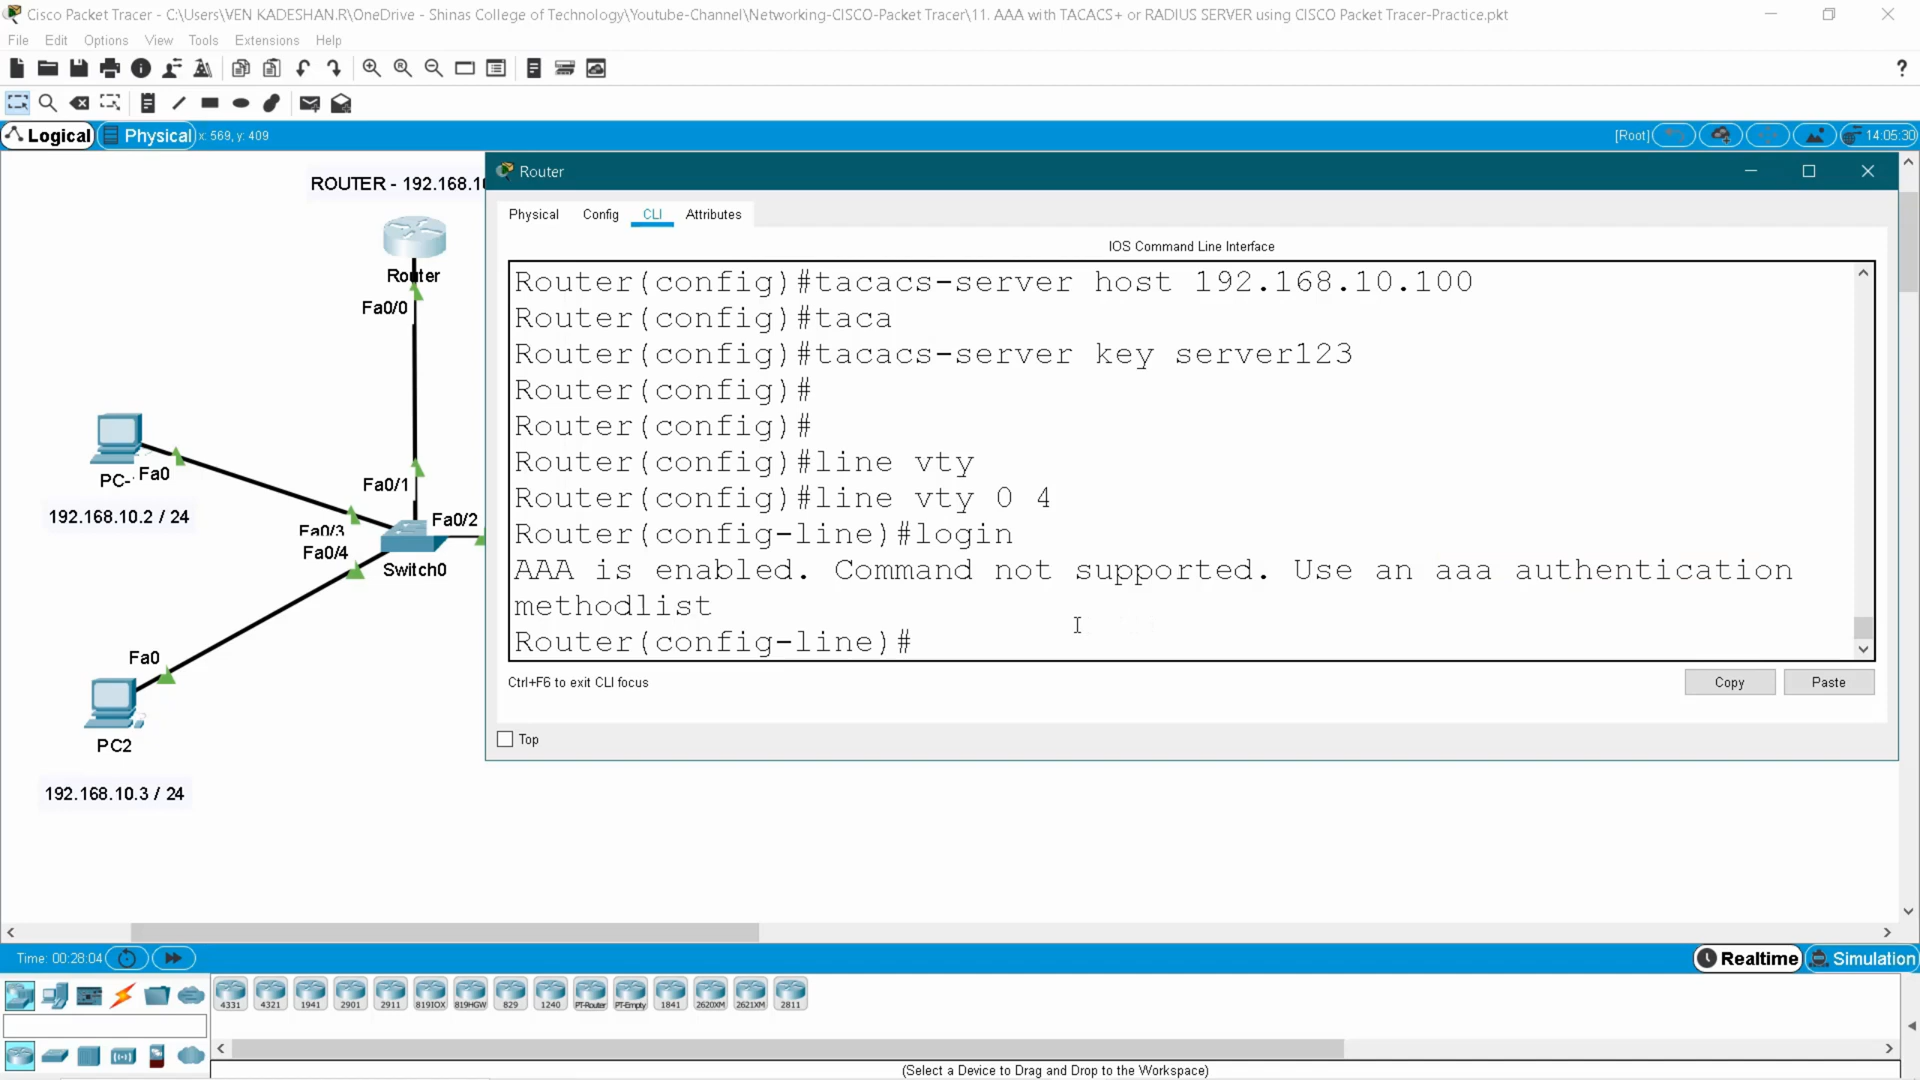 Cisco Packet Tracer - C:\Users\VEN KADESHAN.R\OneDrive - Shinas College of Technology\Youtube-Channel\Networking-CISCO-Packet Tracer\11. AAA with TACACS+ or RADIUS SERVER using CISCO Packet Tracer-Practice.pkt
File Edit Options View Tools Extensions Help
?
Logical Physical x: 569, y: 409 [Root] 14:05:30
ROUTER - 192.168.10
Router
Fa0/0
PC- Fa0
192.168.10.2 / 24
Fa0/1
Fa0/2
Fa0/3
Fa0/4
Switch0
Fa0
PC2
192.168.10.3 / 24
Router
Physical Config CLI Attributes
IOS Command Line Interface
Router(config)#tacacs-server host 192.168.10.100
Router(config)#taca
Router(config)#tacacs-server key server123
Router(config)#
Router(config)#
Router(config)#line vty
Router(config)#line vty 0 4
Router(config-line)#login
AAA is enabled. Command not supported. Use an aaa authentication
methodlist
Router(config-line)#
Ctrl+F6 to exit CLI focus
Copy Paste
Top
Time: 00:28:04 Realtime Simulation
4331 4321 1941 2901 2911 819IOX 819HGW 829 1240 PT-Router PT-Empty 1841 2620XM 2621XM 2811
(Select a Device to Drag and Drop to the Workspace)